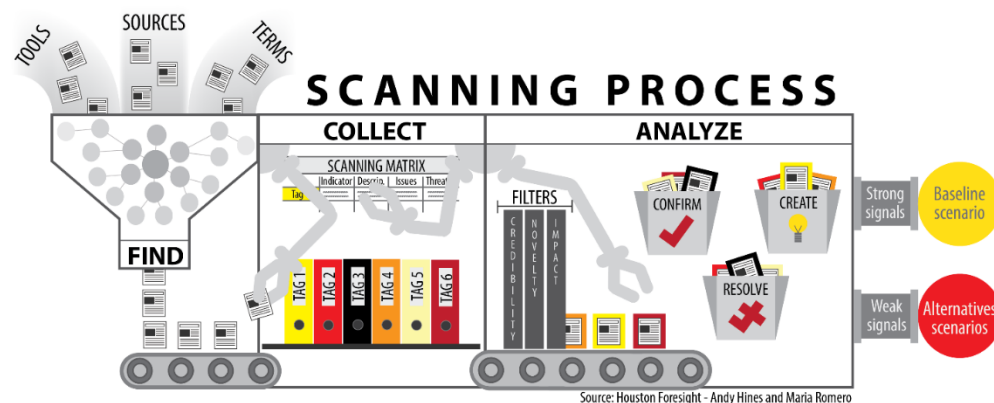 TOOLS
SOURCES
TERMS
SCANNING PROCESS
FIND
COLLECT
SCANNING MATRIX
Indicator Descrip. Issues Threat
Tag
TAG 1
TAG 2
TAG 3
TAG 4
TAG 5
TAG 6
ANALYZE
FILTERS
CREDIBILITY
NOVELTY
IMPACT
CONFIRM
CREATE
RESOLVE
Strong
signals
Baseline
scenario
Weak
signals
Alternatives
scenarios
Source: Houston Foresight - Andy Hines and Maria Romero